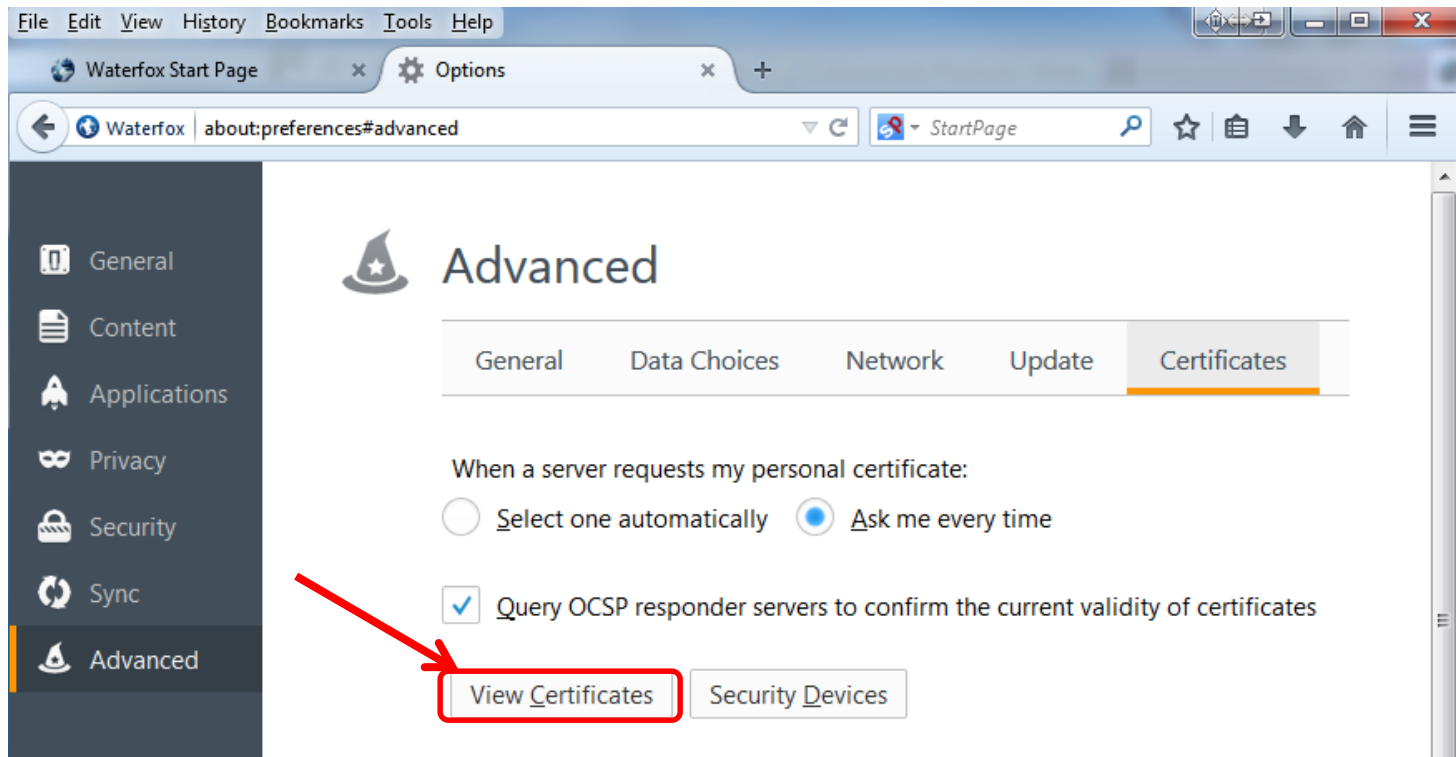 File Edit View History Bookmarks Tools Help
Waterfox Start Page Options
Waterfox about:preferences#advanced StartPage
General
Content
Applications
Privacy
Security
Sync
Advanced
Advanced
General Data Choices Network Update Certificates
When a server requests my personal certificate:
Select one automatically Ask me every time
Query OCSP responder servers to confirm the current validity of certificates
View Certificates Security Devices